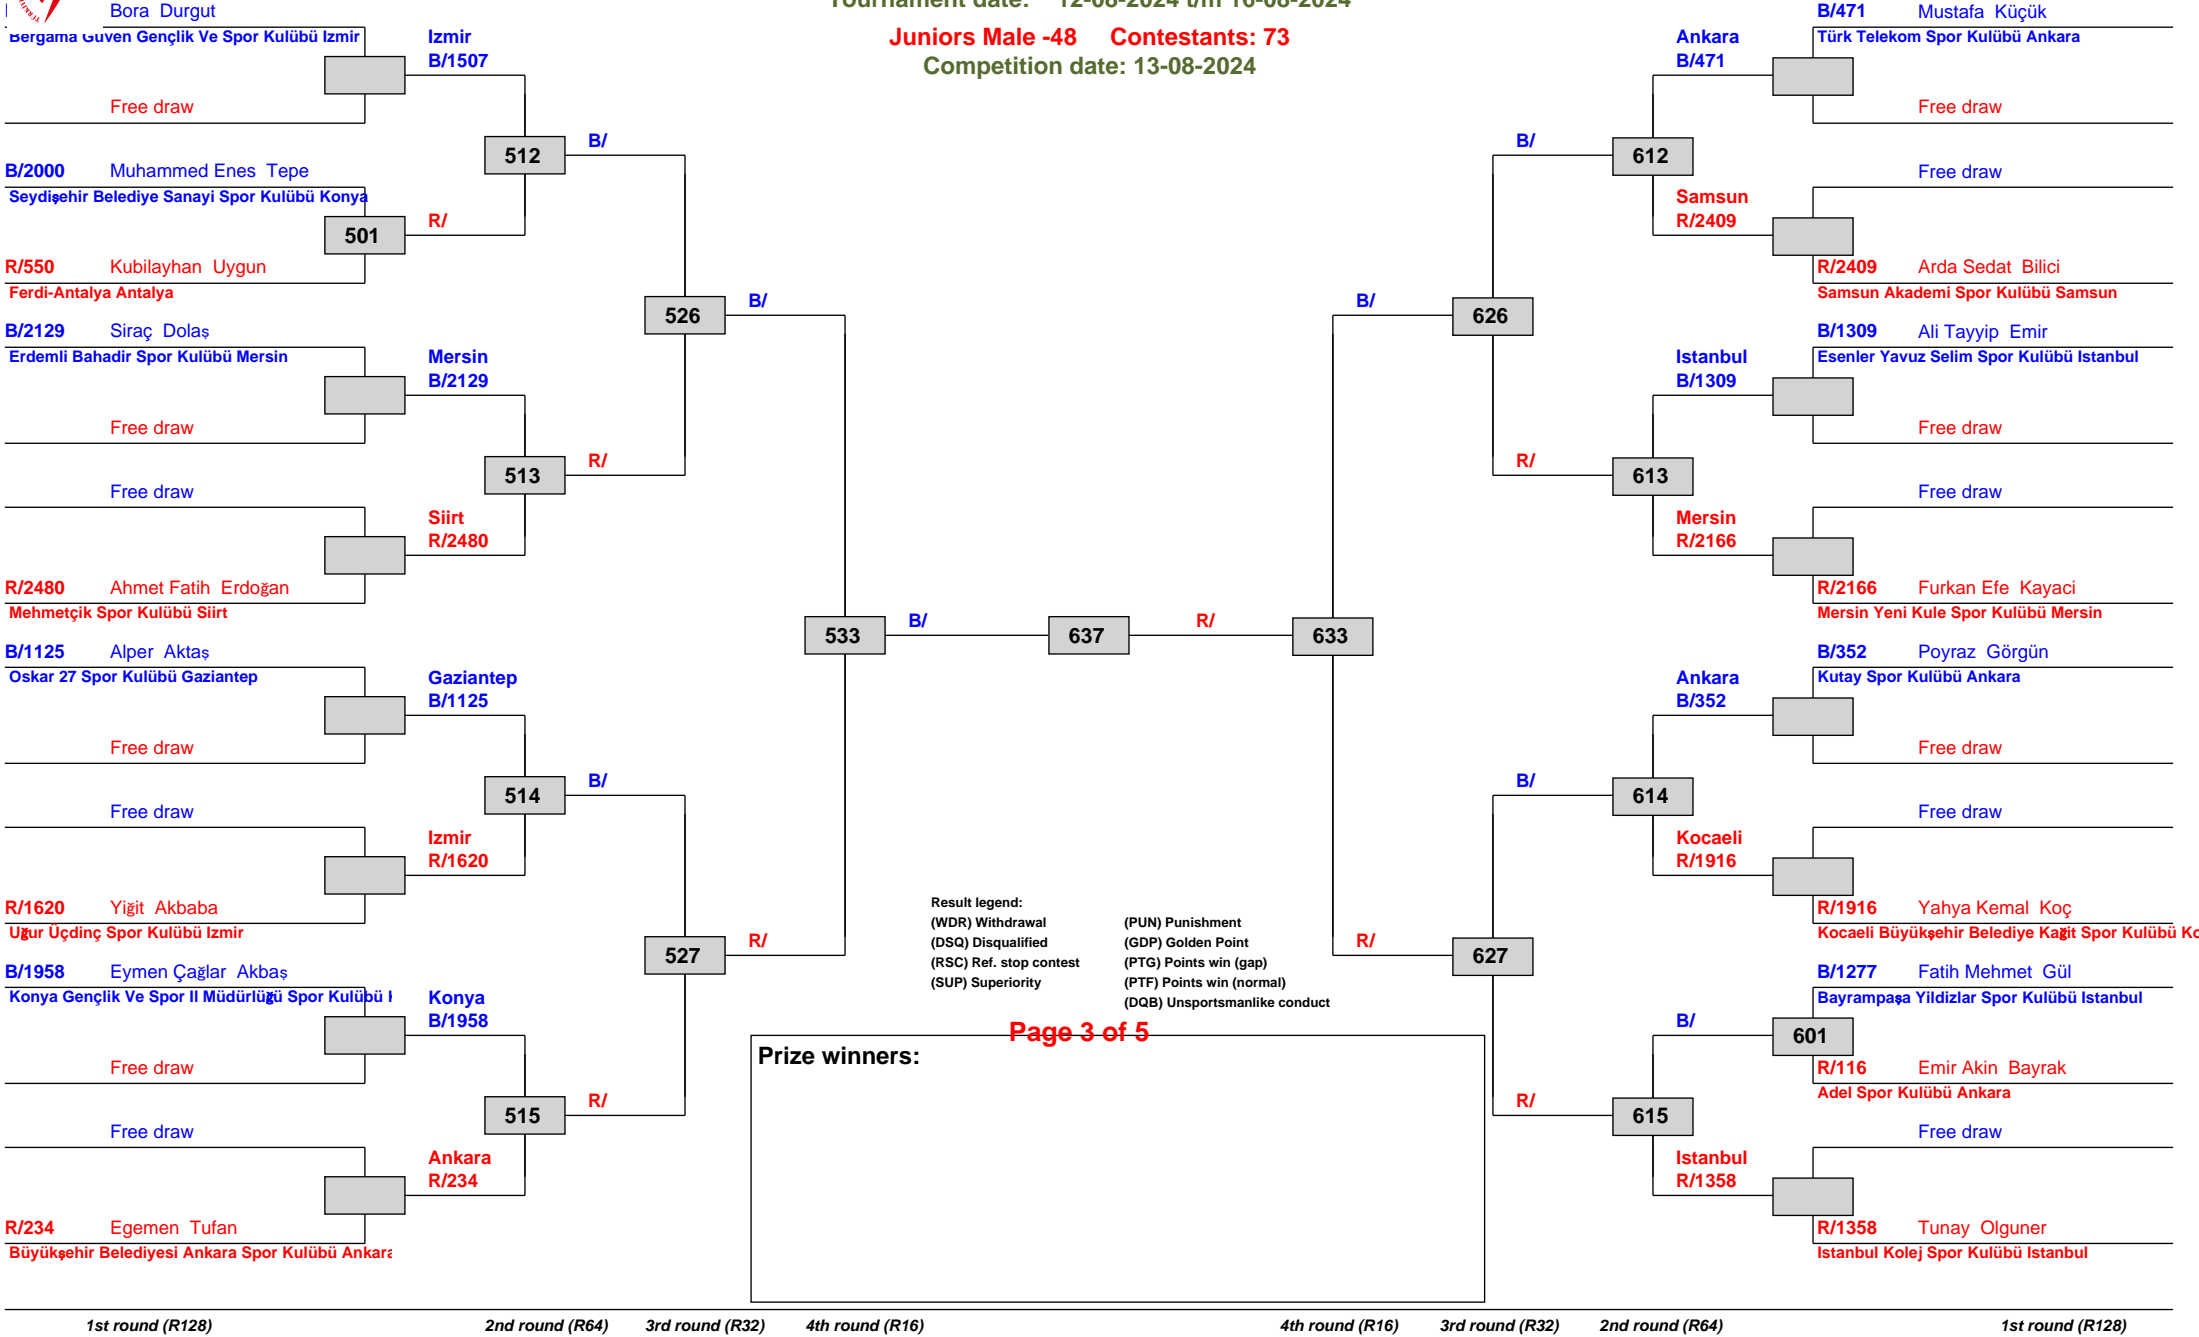 Tournament date: 12-08-2024 t/m 16-08-2024
Juniors Male -48 Contestants: 73
Competition date: 13-08-2024
Bora Durgut
Bergama Güven Gençlik Ve Spor Kulübü Izmir
Free draw
B/2000 Muhammed Enes Tepe
Seydişehir Belediye Sanayi Spor Kulübü Konya
501
R/550 Kubilayhan Uygun
Ferdi-Antalya Antalya
B/2129 Siraç Dolaş
Erdemli Bahadir Spor Kulübü Mersin
Free draw
Free draw
R/2480 Ahmet Fatih Erdoğan
Mehmetçik Spor Kulübü Siirt
B/1125 Alper Aktaş
Oskar 27 Spor Kulübü Gaziantep
Free draw
Free draw
R/1620 Yiğit Akbaba
Uğur Üçdinç Spor Kulübü Izmir
B/1958 Eymen Çağlar Akbaş
Konya Gençlik Ve Spor Il Müdürlüğü Spor Kulübü
Free draw
Free draw
R/234 Egemen Tufan
Büyükşehir Belediyesi Ankara Spor Kulübü Ankara
Izmir
B/1507
512
R/
Mersin
B/2129
513
Siirt
R/2480
Gaziantep
B/1125
514
Izmir
R/1620
Konya
B/1958
515
Ankara
R/234
B/
526
R/
B/
527
R/
B/
533
R/
B/
637
R/
633
B/
R/
B/
626
R/
B/
627
R/
Ankara
B/471
612
Samsun
R/2409
Istanbul
B/1309
613
Mersin
R/2166
Ankara
B/352
614
Kocaeli
R/1916
B/
615
Istanbul
R/1358
B/471 Mustafa Küçük
Türk Telekom Spor Kulübü Ankara
Free draw
Free draw
R/2409 Arda Sedat Bilici
Samsun Akademi Spor Kulübü Samsun
B/1309 Ali Tayyip Emir
Esenler Yavuz Selim Spor Kulübü Istanbul
Free draw
Free draw
R/2166 Furkan Efe Kayaci
Mersin Yeni Kule Spor Kulübü Mersin
B/352 Poyraz Görgün
Kutay Spor Kulübü Ankara
Free draw
Free draw
R/1916 Yahya Kemal Koç
Kocaeli Büyükşehir Belediye Kağit Spor Kulübü Ko
B/1277 Fatih Mehmet Gül
Bayrampaşa Yildizlar Spor Kulübü Istanbul
601
R/116 Emir Akin Bayrak
Adel Spor Kulübü Ankara
Free draw
R/1358 Tunay Olguner
Istanbul Kolej Spor Kulübü Istanbul
Result legend:
(WDR) Withdrawal (PUN) Punishment
(DSQ) Disqualified (GDP) Golden Point
(RSC) Ref. stop contest (PTG) Points win (gap)
(SUP) Superiority (PTF) Points win (normal)
(DQB) Unsportsmanlike conduct
Page 3 of 5
Prize winners:
1st round (R128) 2nd round (R64) 3rd round (R32) 4th round (R16) 4th round (R16) 3rd round (R32) 2nd round (R64) 1st round (R128)